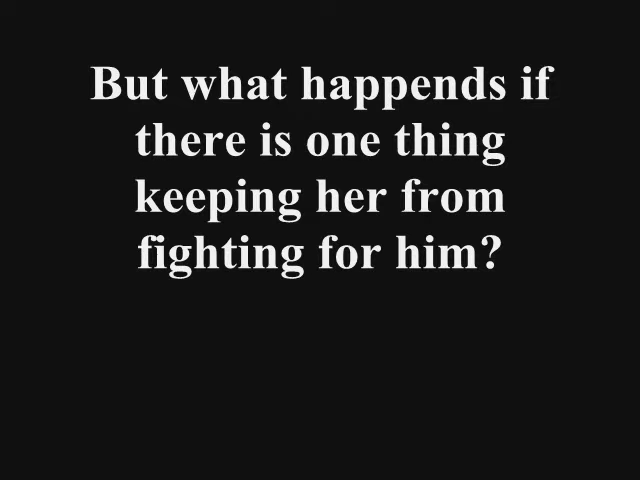 But what happends if
there is one thing
keeping her from
fighting for him?